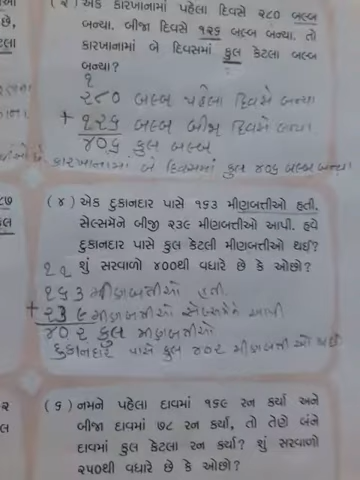 (૨) એક કારખાનામાં પહેલા દિવસે ૨૮૦ બલ્બ
બન્યા. બીજા દિવસે ૧૨૬ બલ્બ બન્યા. તો
કારખાનામાં બે દિવસમાં કુલ કેટલા બલ્બ
બન્યા?
૧
૨૮૦ બલ્બ પહેલા દિવસે બન્યા
+ ૧૨૬ બલ્બ બીજા દિવસે બન્યા
૪૦૬ કુલ બલ્બ
કારખાનામાં બે દિવસમાં કુલ ૪૦૬ બલ્બ બન્યા
(૪) એક દુકાનદાર પાસે ૧૬૩ મીણબત્તીઓ હતી.
સેલ્સમેને બીજી ૨૩૯ મીણબત્તીઓ આપી. હવે
દુકાનદાર પાસે કુલ કેટલી મીણબત્તીઓ થઈ?
શું સરવાળો ૪૦૦થી વધારે છે કે ઓછો?
૧ ૧
૧૬૩ મીણબત્તીઓ હતી.
+ ૨૩૯ મીણબત્તીઓ સેલ્સમેને આપી
૪૦૨ કુલ મીણબત્તીઓ
દુકાનદાર પાસે કુલ ૪૦૨ મીણબત્તીઓ થઈ
(૬) નમને પહેલા દાવમાં ૧૬૯ રન કર્યા અને
બીજા દાવમાં ૭૮ રન કર્યા, તો તેણે બંને
દાવમાં કુલ કેટલા રન કર્યા? શું સરવાળો
૨૫૦થી વધારે છે કે ઓછો?